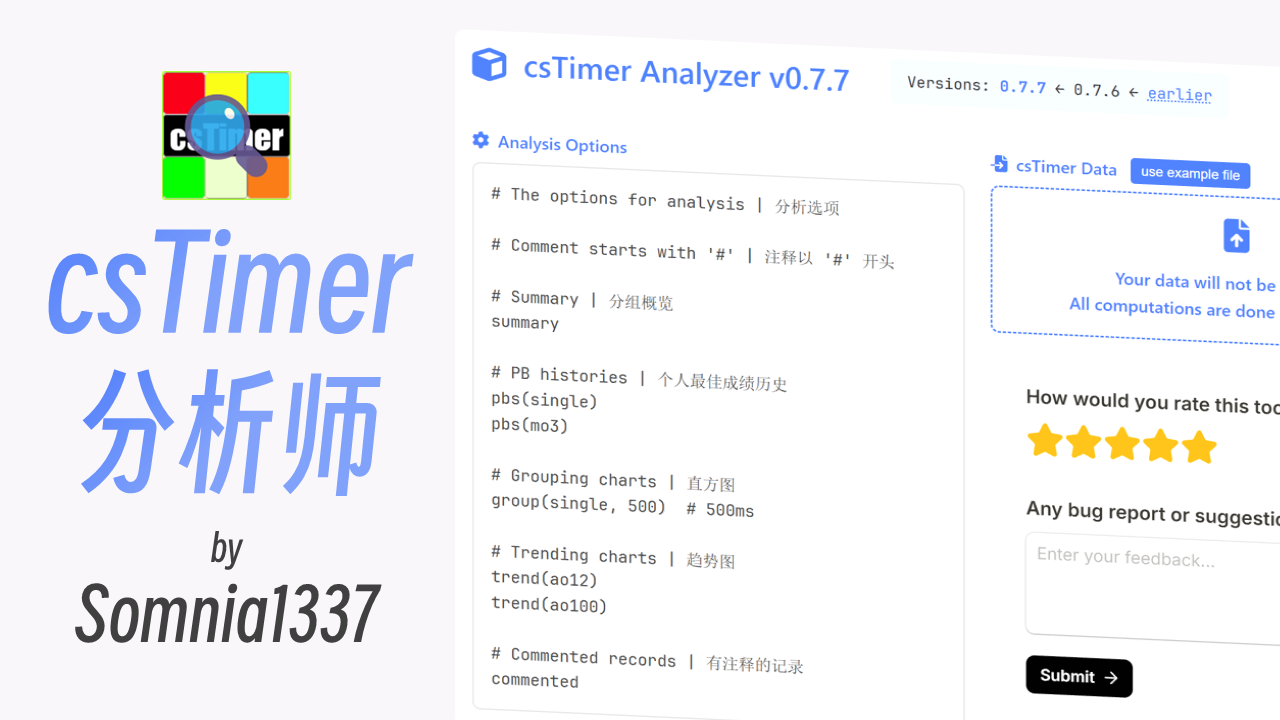 csTimer
csTimer
分析师
by
Somnia1337
csTimer Analyzer v0.7.7
Versions: 0.7.7 ← 0.7.6 ← earlier
Analysis Options
# The options for analysis | 分析选项
# Comment starts with '#' | 注释以 '#' 开头
# Summary | 分组概览
summary
# PB histories | 个人最佳成绩历史
pbs(single)
pbs(mo3)
# Grouping charts | 直方图
group(single, 500)  # 500ms
# Trending charts | 趋势图
trend(ao12)
trend(ao100)
# Commented records | 有注释的记录
commented
csTimer Data
use example file
Your data will not be
All computations are done
How would you rate this too
Any bug report or suggestio
Enter your feedback...
Submit →